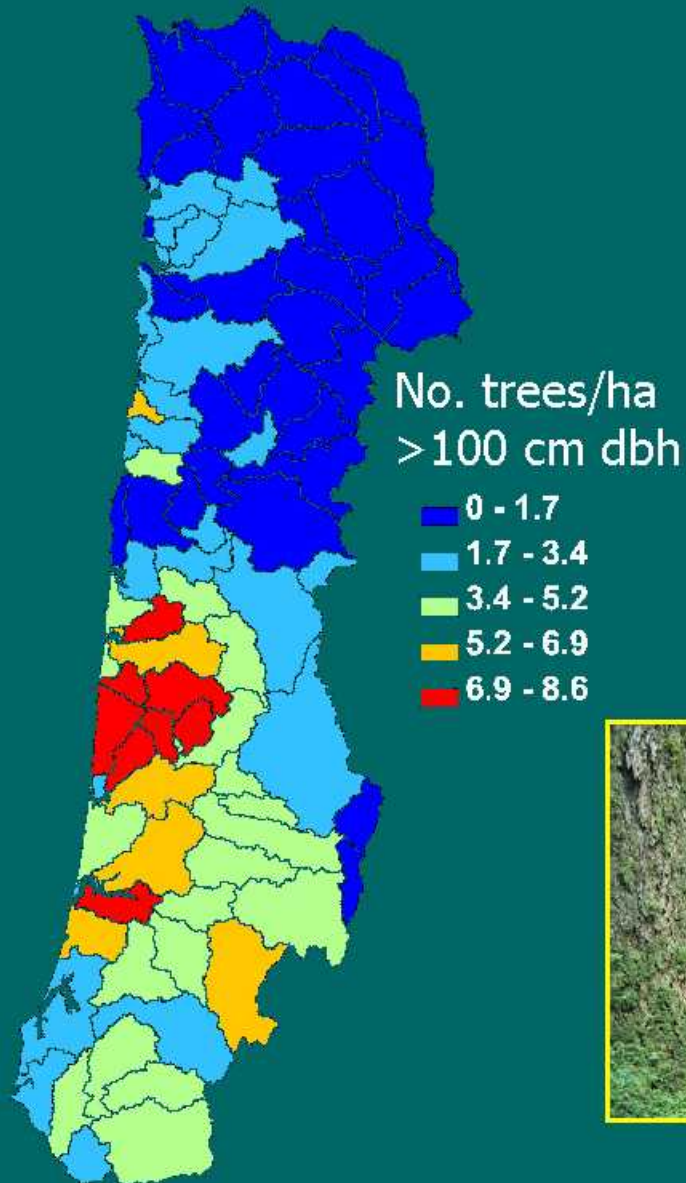 No. trees/ha
>100 cm dbh
0 - 1.7
1.7 - 3.4
3.4 - 5.2
5.2 - 6.9
6.9 - 8.6